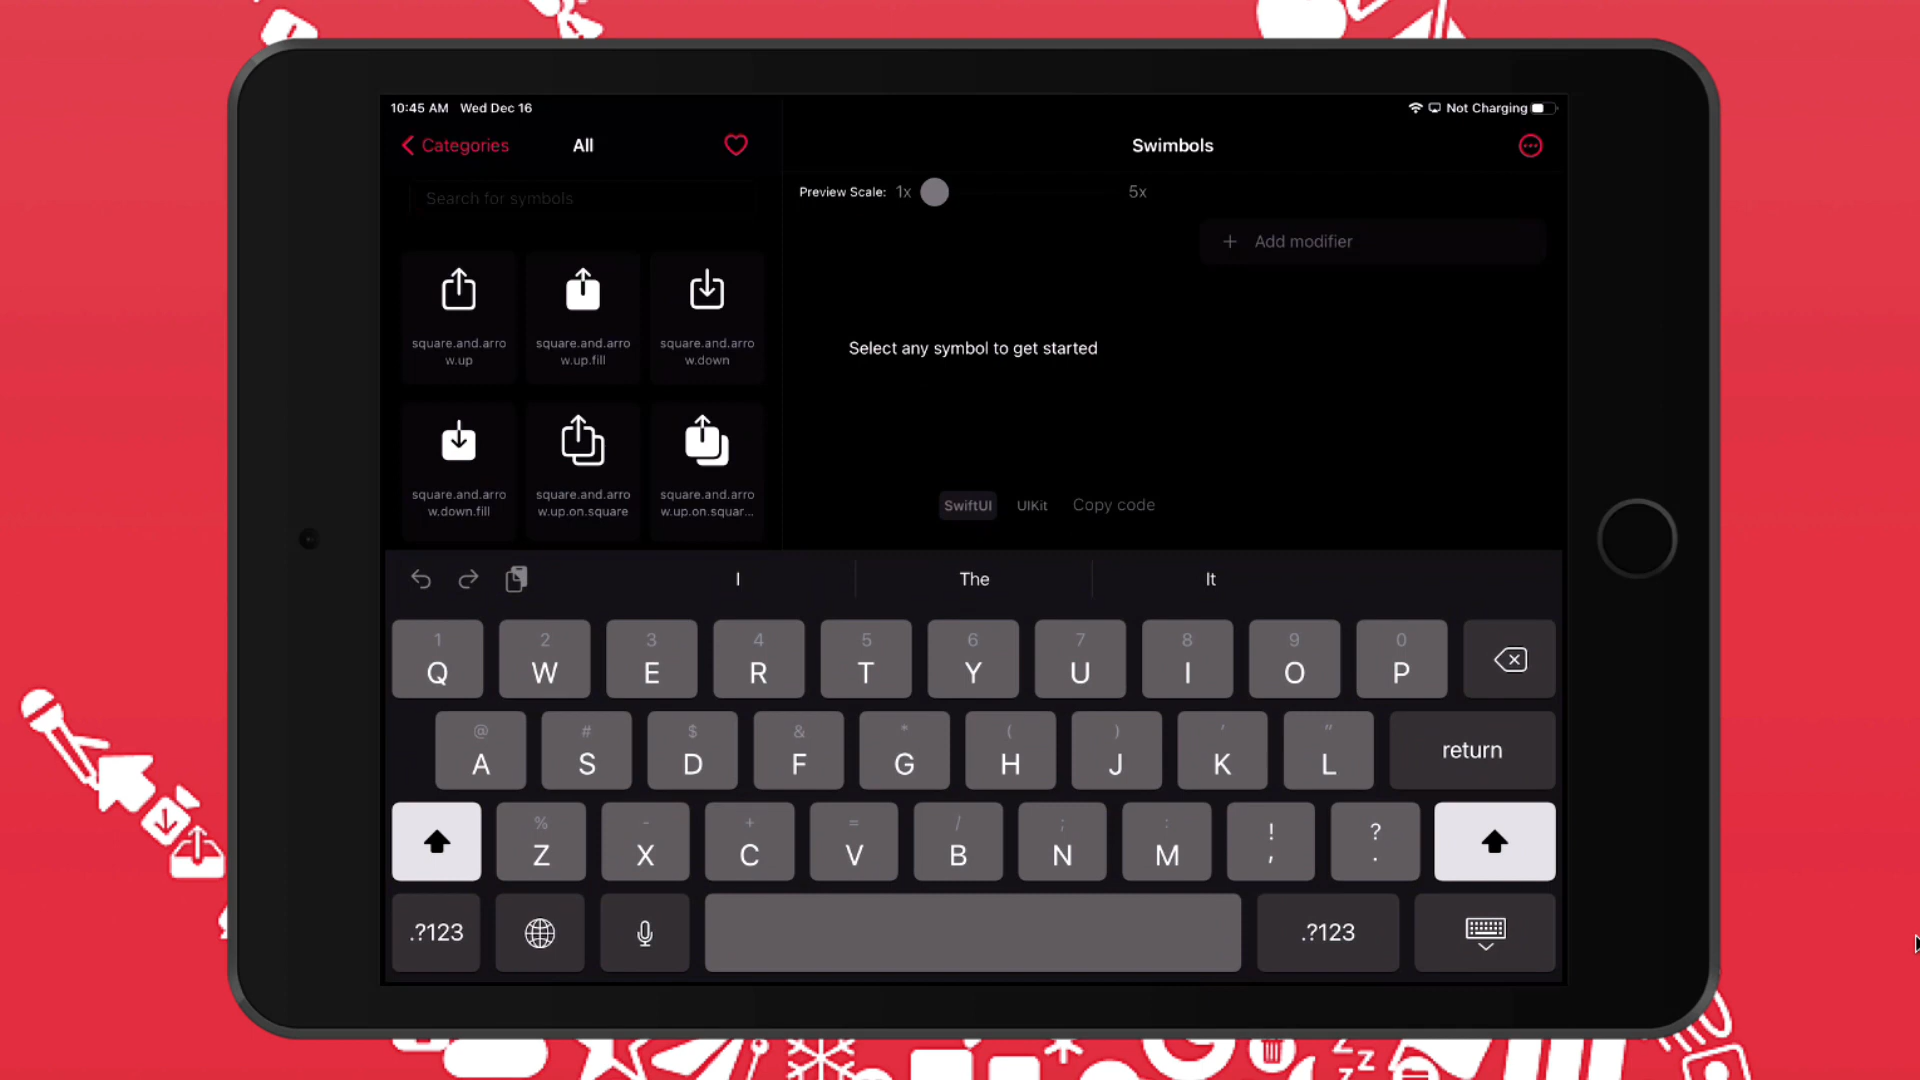 10:45 AM Wed Dec 16
Not Charging
Categories
All
Swimbols
Search for symbols
Preview Scale: 1x
5x
+ Add modifier
square.and.arro
w.up
square.and.arro
w.up.fill
square.and.arro
w.down
Select any symbol to get started
square.and.arro
w.down.fill
square.and.arro
w.up.on.square
square.and.arro
w.up.on.squar...
SwiftUI
UIKit
Copy code
I
The
It
1 2 3 4 5 6 7 8 9 0
Q W E R T Y U I O P
@ # $ & * ( ) ' "
A S D F G H J K L
return
% - + = / ; : ! ?
Z X C V B N M , .
.?123
.?123
z z z